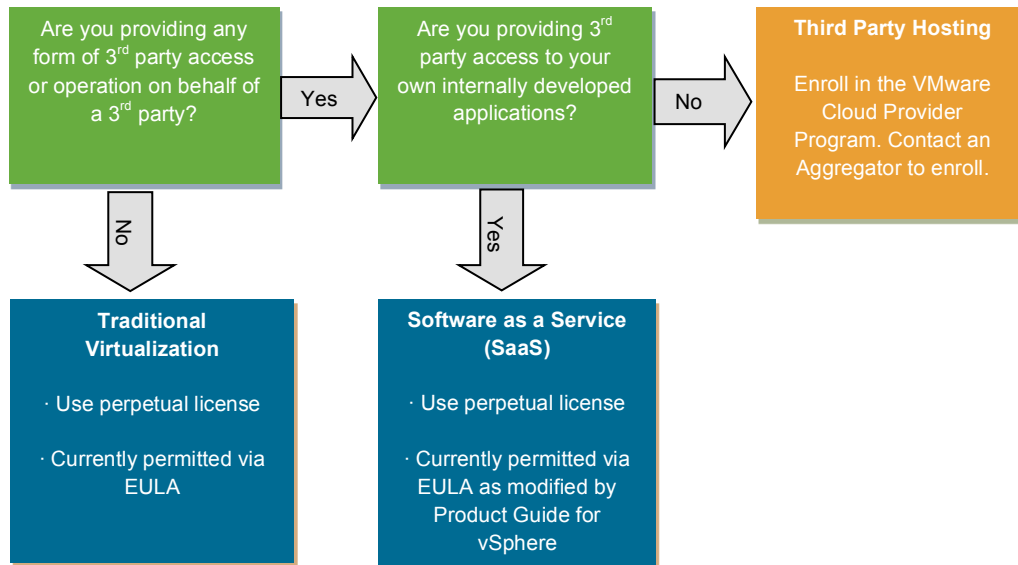 Are you providing any
form of 3rd party access
or operation on behalf of
a 3rd party?
Yes
Are you providing 3rd
party access to your
own internally developed
applications?
No
Third Party Hosting
Enroll in the VMware
Cloud Provider
Program. Contact an
Aggregator to enroll.
No
Yes
Traditional
Virtualization
· Use perpetual license
· Currently permitted via
EULA
Software as a Service
(SaaS)
· Use perpetual license
· Currently permitted via
EULA as modified by
Product Guide for
vSphere